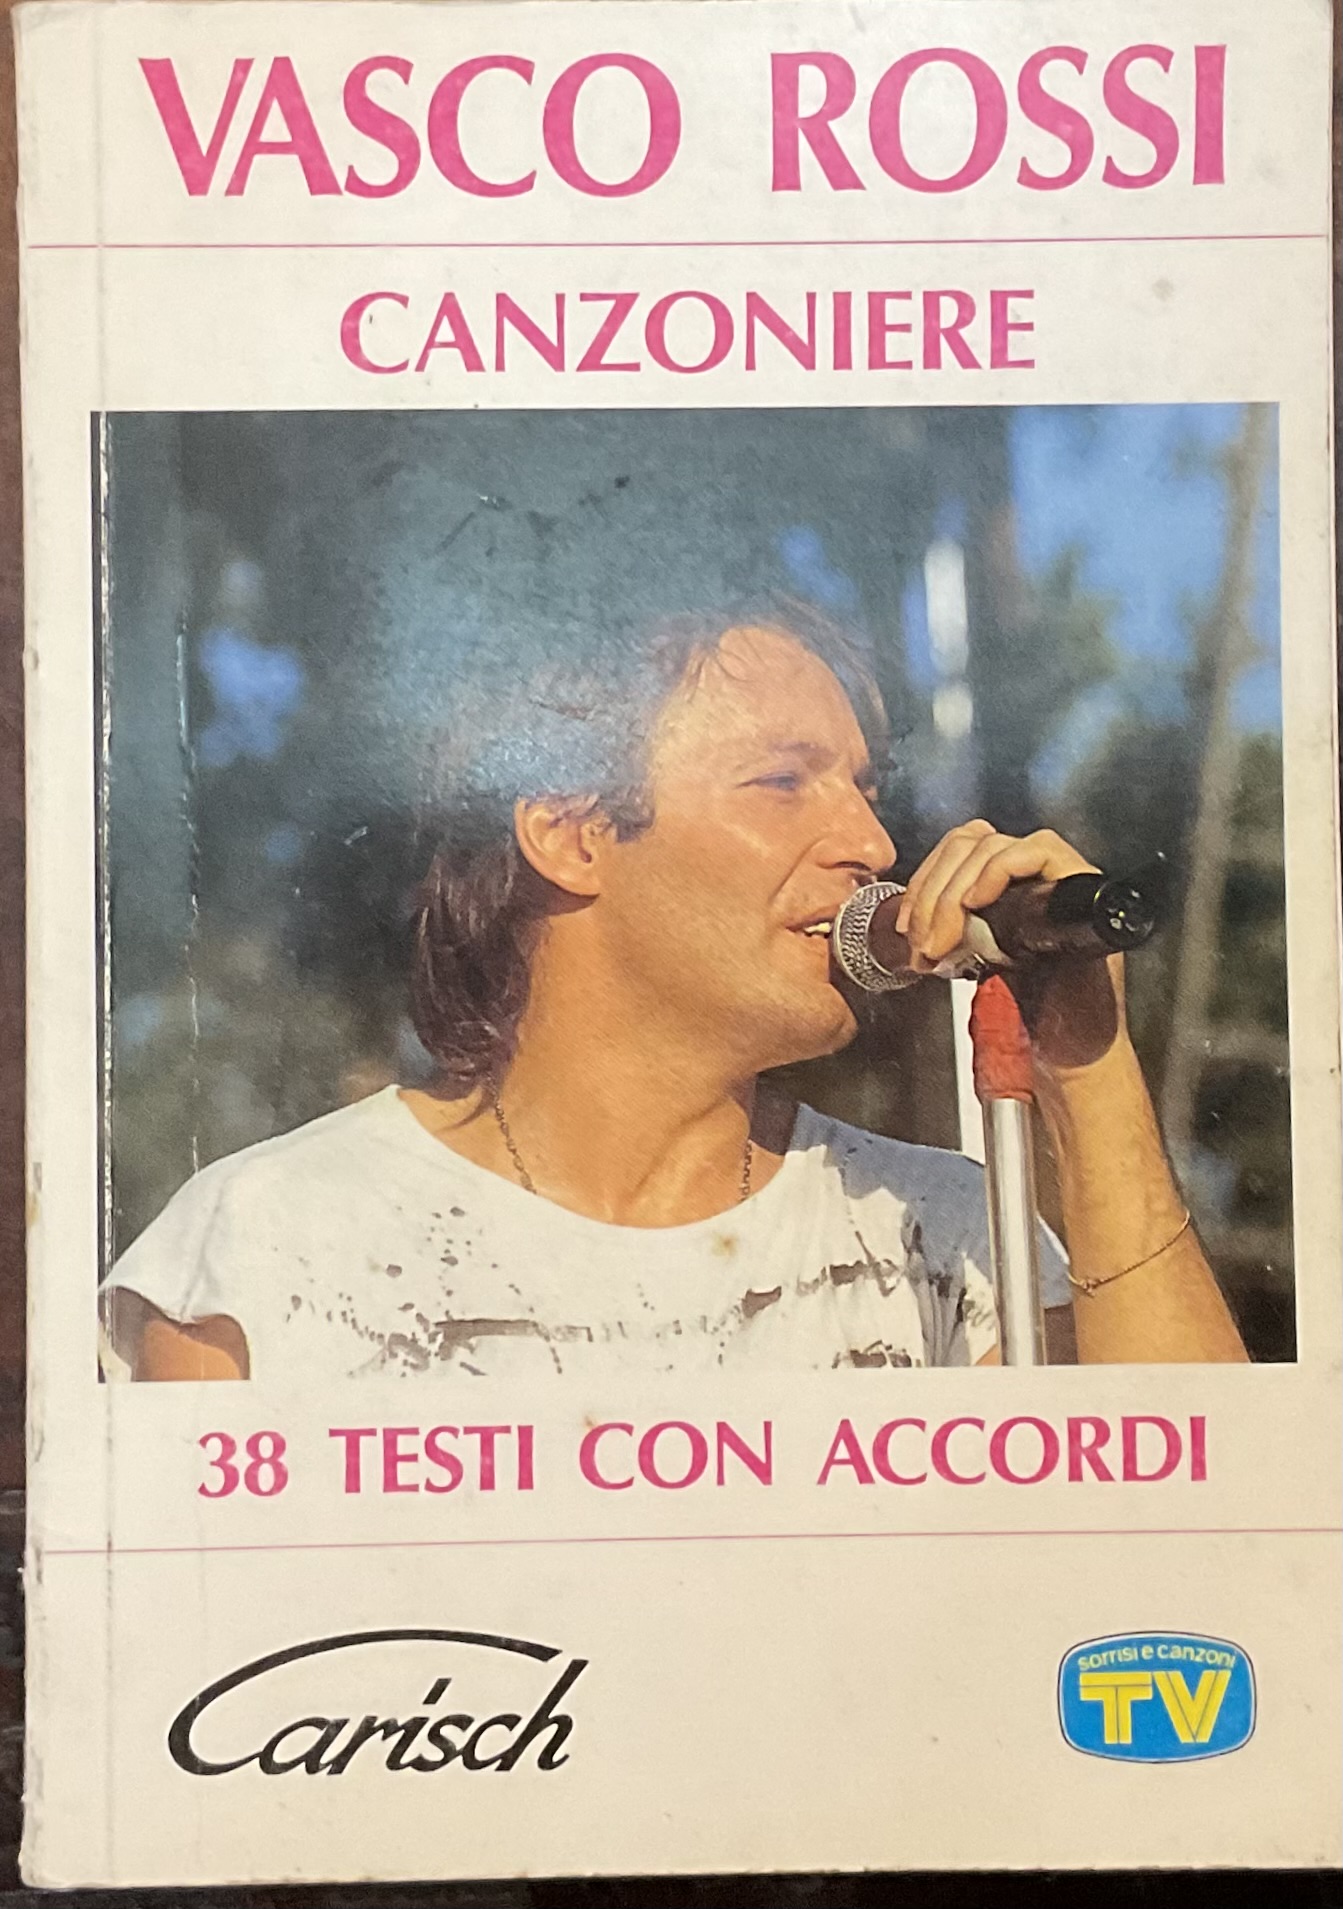 VASCO ROSSI
CANZONIERE
38 TESTI CON ACCORDI
Carisch
sorrisi e canzoni
TV